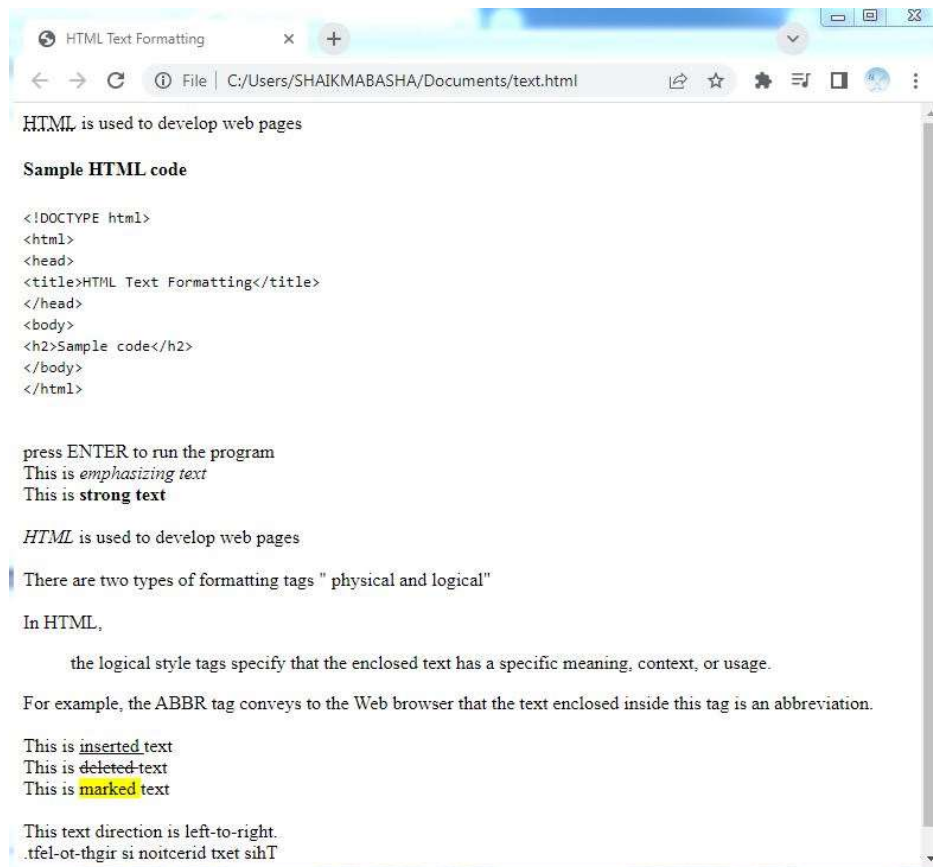 HTML Text Formatting
File | C:/Users/SHAIKMABASHA/Documents/text.html
HTML is used to develop web pages
Sample HTML code
<!DOCTYPE html>
<html>
<head>
<title>HTML Text Formatting</title>
</head>
<body>
<h2>Sample code</h2>
</body>
</html>
press ENTER to run the program
This is emphasizing text
This is strong text
HTML is used to develop web pages
There are two types of formatting tags " physical and logical"
In HTML,
the logical style tags specify that the enclosed text has a specific meaning, context, or usage.
For example, the ABBR tag conveys to the Web browser that the text enclosed inside this tag is an abbreviation.
This is inserted text
This is deleted text
This is marked text
This text direction is left-to-right.
.tfel-ot-thgir si noitcerid txet sihT